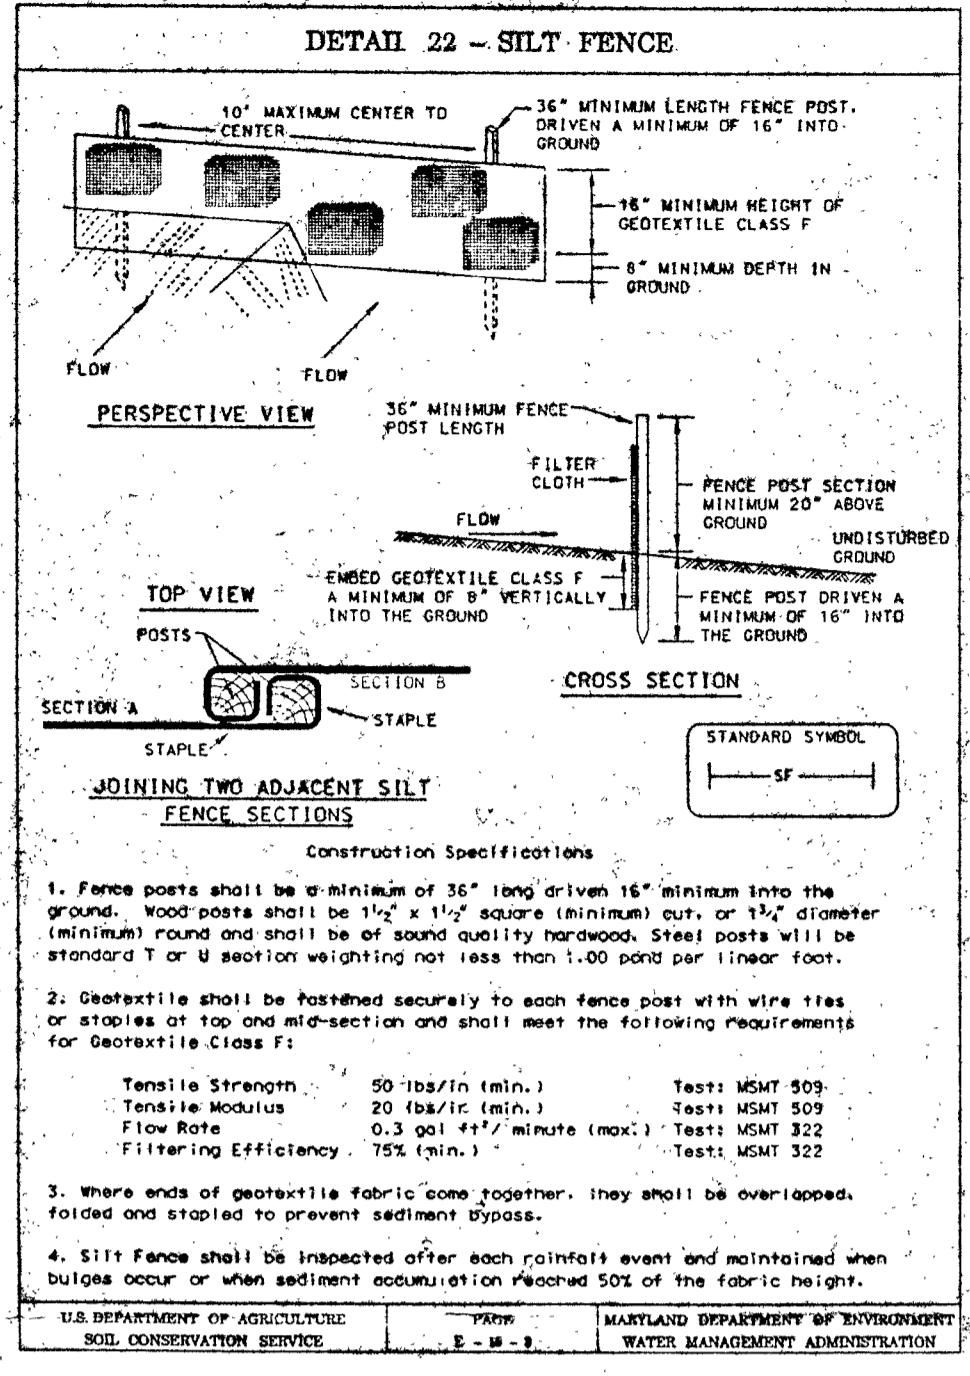 DETAIL 22 - SILT FENCE
10' MAXIMUM CENTER TO
CENTER
36" MINIMUM LENGTH FENCE POST,
DRIVEN A MINIMUM OF 16" INTO
GROUND
16" MINIMUM HEIGHT OF
GEOTEXTILE CLASS F
8" MINIMUM DEPTH IN
GROUND
FLOW
FLOW
PERSPECTIVE VIEW
36" MINIMUM FENCE
POST LENGTH
FILTER
CLOTH
FENCE POST SECTION
MINIMUM 20" ABOVE
GROUND
FLOW
UNDISTURBED
GROUND
EMBED GEOTEXTILE CLASS F
A MINIMUM OF 8" VERTICALLY
INTO THE GROUND
FENCE POST DRIVEN A
MINIMUM OF 16" INTO
THE GROUND
TOP VIEW
POSTS
SECTION B
SECTION A
STAPLE
STAPLE
CROSS SECTION
STANDARD SYMBOL
SF
JOINING TWO ADJACENT SILT
FENCE SECTIONS
Construction Specifications
1. Fence posts shall be a minimum of 36" long driven 16" minimum into the
ground. Wood posts shall be 1 1/2" x 1 1/2" square (minimum) cut, or 1 3/4" diameter
(minimum) round and shall be of sound quality hardwood. Steel posts will be
standard T or U section weighting not less than 1.00 pond per linear foot.
2. Geotextile shall be fastened securely to each fence post with wire ties
or staples at top and mid-section and shall meet the following requirements
for Geotextile Class F:
Tensile Strength 50 lbs/in (min.) Test: MSMT 509
Tensile Modulus 20 lbs/in (min.) Test: MSMT 509
Flow Rate 0.3 gal ft²/ minute (max.) Test: MSMT 322
Filtering Efficiency 75% (min.) Test: MSMT 322
3. Where ends of geotextile fabric come together, they shall be overlapped,
folded and stapled to prevent sediment bypass.
4. Silt Fence shall be inspected after each rainfall event and maintained when
bulges occur or when sediment accumulation reached 50% of the fabric height.
U.S. DEPARTMENT OF AGRICULTURE
SOIL CONSERVATION SERVICE
PAGE
MARYLAND DEPARTMENT OF ENVIRONMENT
WATER MANAGEMENT ADMINISTRATION